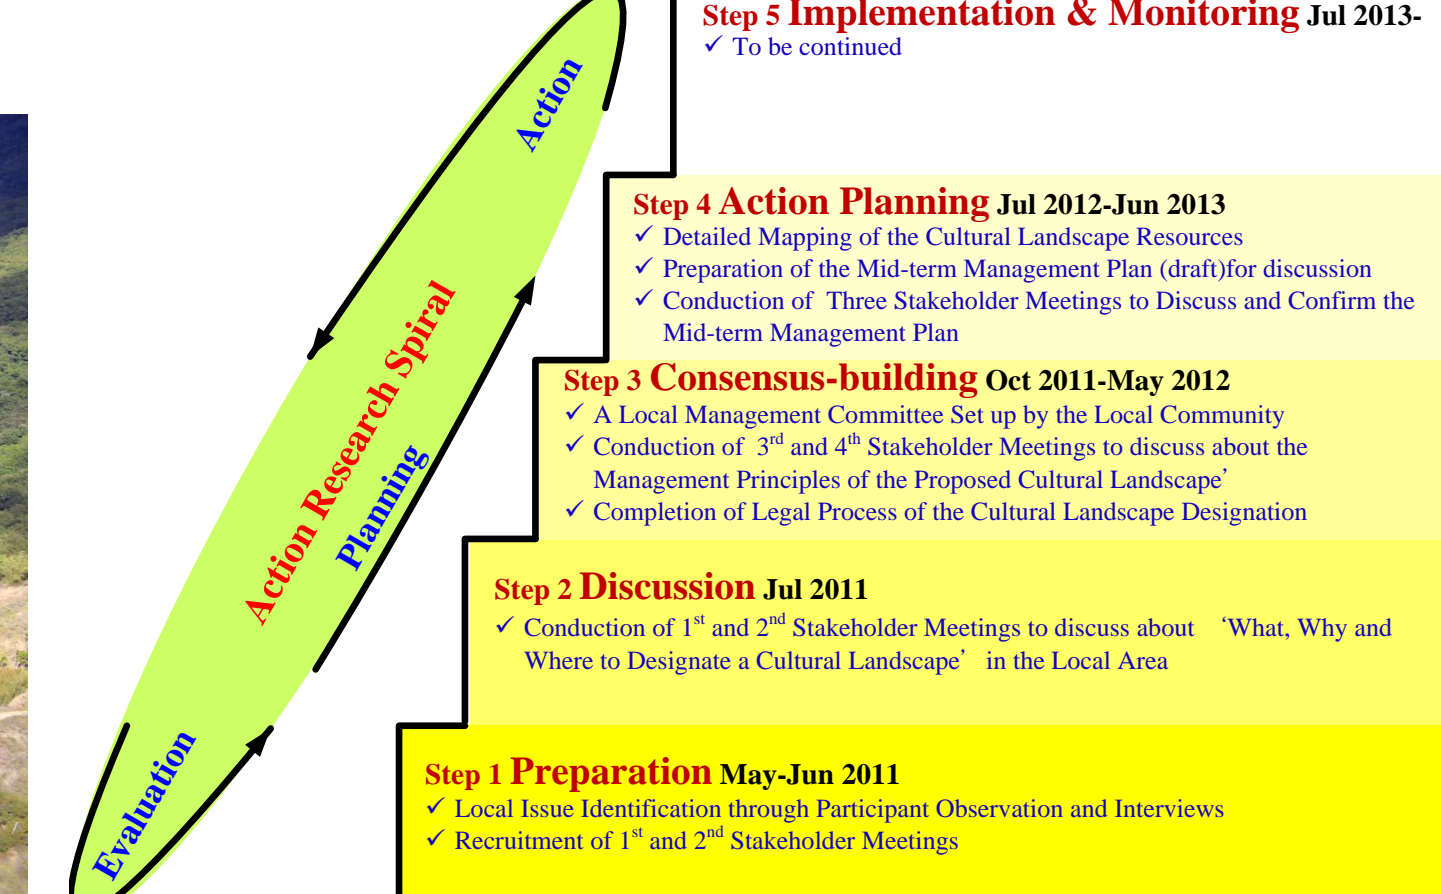 Step 5 Implementation & Monitoring Jul 2013-
✓ To be continued
Action
Step 4 Action Planning Jul 2012-Jun 2013
✓ Detailed Mapping of the Cultural Landscape Resources
✓ Preparation of the Mid-term Management Plan (draft)for discussion
✓ Conduction of Three Stakeholder Meetings to Discuss and Confirm the
Mid-term Management Plan
Action Research Spiral
Planning
Step 3 Consensus-building Oct 2011-May 2012
✓ A Local Management Committee Set up by the Local Community
✓ Conduction of 3rd and 4th Stakeholder Meetings to discuss about the
Management Principles of the Proposed Cultural Landscape’
✓ Completion of Legal Process of the Cultural Landscape Designation
Step 2 Discussion Jul 2011
✓ Conduction of 1st and 2nd Stakeholder Meetings to discuss about ‘What, Why and
Where to Designate a Cultural Landscape’ in the Local Area
Evaluation
Step 1 Preparation May-Jun 2011
✓ Local Issue Identification through Participant Observation and Interviews
✓ Recruitment of 1st and 2nd Stakeholder Meetings